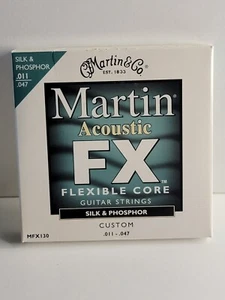 SILK &
PHOSPHOR
.011
.047
Martin & Co.
EST. 1833
Martin
Acoustic
FX™
FLEXIBLE CORE
GUITAR STRINGS
SILK & PHOSPHOR
CUSTOM
MFX130
.011 - .047